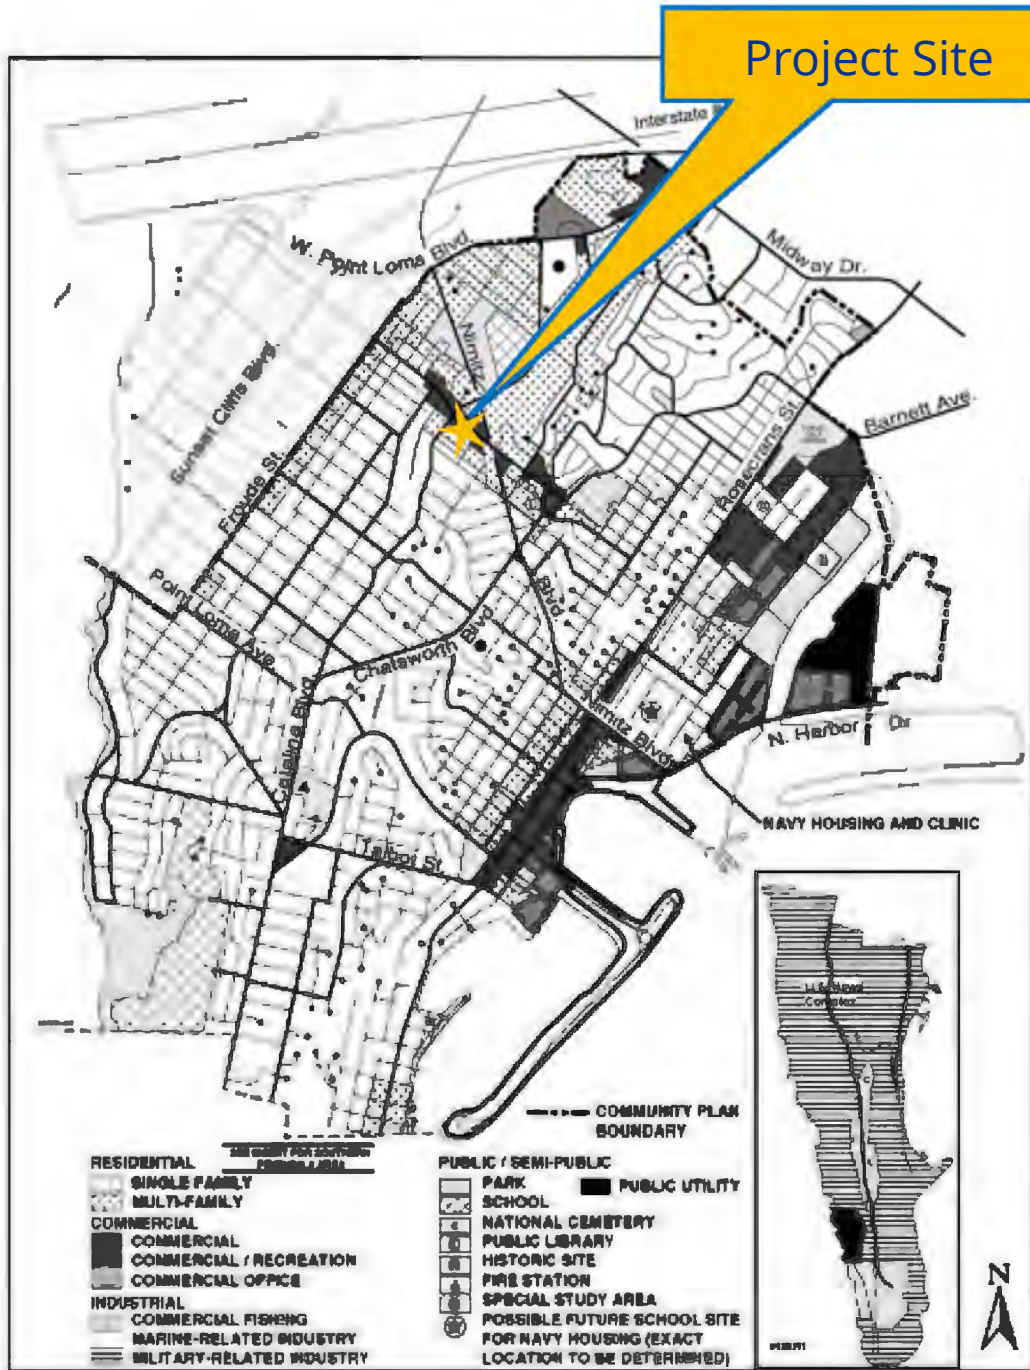 Project Site
Interstate
W. Point Loma Blvd
Midway Dr.
Nimitz
Sunset Cliffs Blvd.
Froude St
Rosecrans St
Barnett Ave.
Point Loma Ave.
Chatsworth Blvd
Blvd
Catalina Blvd
Nimitz Blvd
N. Harbor Dr
NAVY HOUSING AND CLINIC
Talbot St
COMMUNITY PLAN
BOUNDARY
RESIDENTIAL
SINGLE FAMILY
MULTI-FAMILY
COMMERCIAL
COMMERCIAL
COMMERCIAL / RECREATION
COMMERCIAL OFFICE
INDUSTRIAL
COMMERCIAL FISHING
MARINE-RELATED INDUSTRY
MILITARY-RELATED INDUSTRY
PUBLIC / SEMI-PUBLIC
PARK
PUBLIC UTILITY
SCHOOL
NATIONAL CEMETERY
PUBLIC LIBRARY
HISTORIC SITE
FIRE STATION
SPECIAL STUDY AREA
POSSIBLE FUTURE SCHOOL SITE
FOR NAVY HOUSING (EXACT
LOCATION TO BE DETERMINED)
N